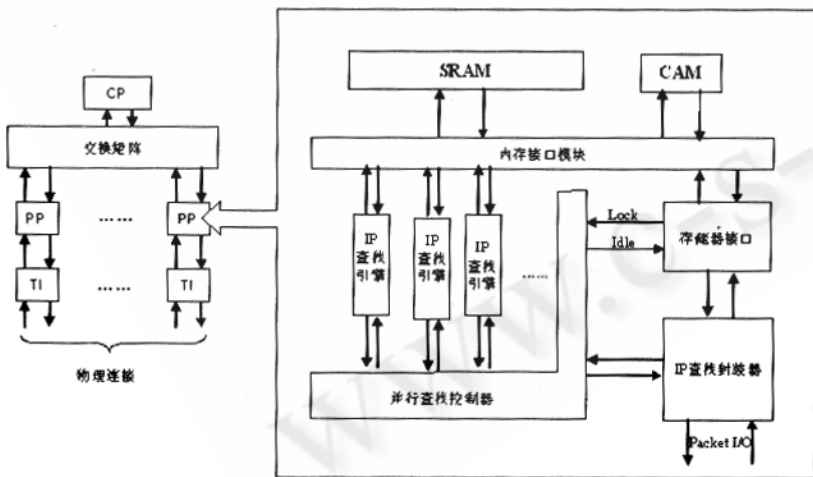 CP
交换矩阵
PP
……
PP
TI
……
TI
物理连接
SRAM
CAM
内存接口模块
IP
查找
引擎
IP
查找
引擎
IP
查找
引擎
……
Lock
Idle
存储器接口
并行查找控制器
IP查找封装器
Packet I/O
www.c-s-